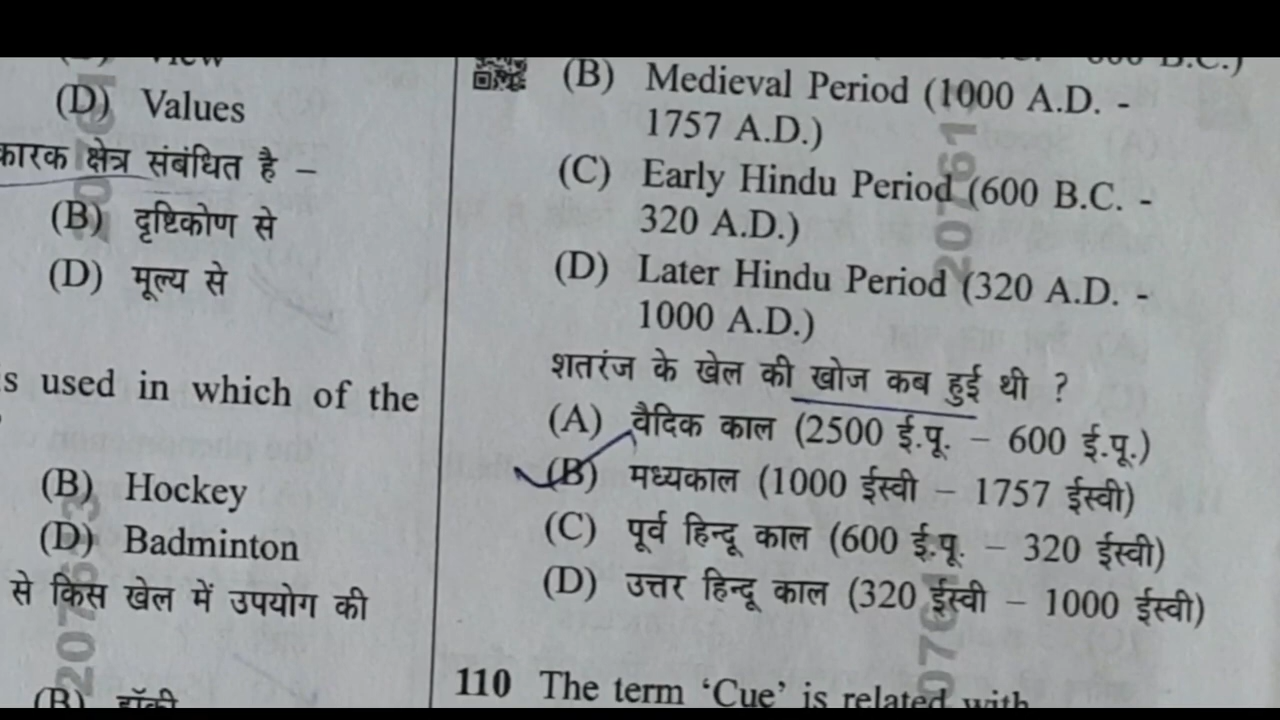 View
(D) Values
कारक क्षेत्र संबंधित है –
(B) दृष्टिकोण से
(D) मूल्य से
s used in which of the
(B) Hockey
(D) Badminton
से किस खेल में उपयोग की
(B) हॉकी
(B) Medieval Period (1000 A.D. -
1757 A.D.)
(C) Early Hindu Period (600 B.C. -
320 A.D.)
(D) Later Hindu Period (320 A.D. -
1000 A.D.)
शतरंज के खेल की खोज कब हुई थी ?
(A) वैदिक काल (2500 ई.पू. – 600 ई.पू.)
(B) मध्यकाल (1000 ईस्वी – 1757 ईस्वी)
(C) पूर्व हिन्दू काल (600 ई.पू. – 320 ईस्वी)
(D) उत्तर हिन्दू काल (320 ईस्वी – 1000 ईस्वी)
110 The term ‘Cue’ is related with